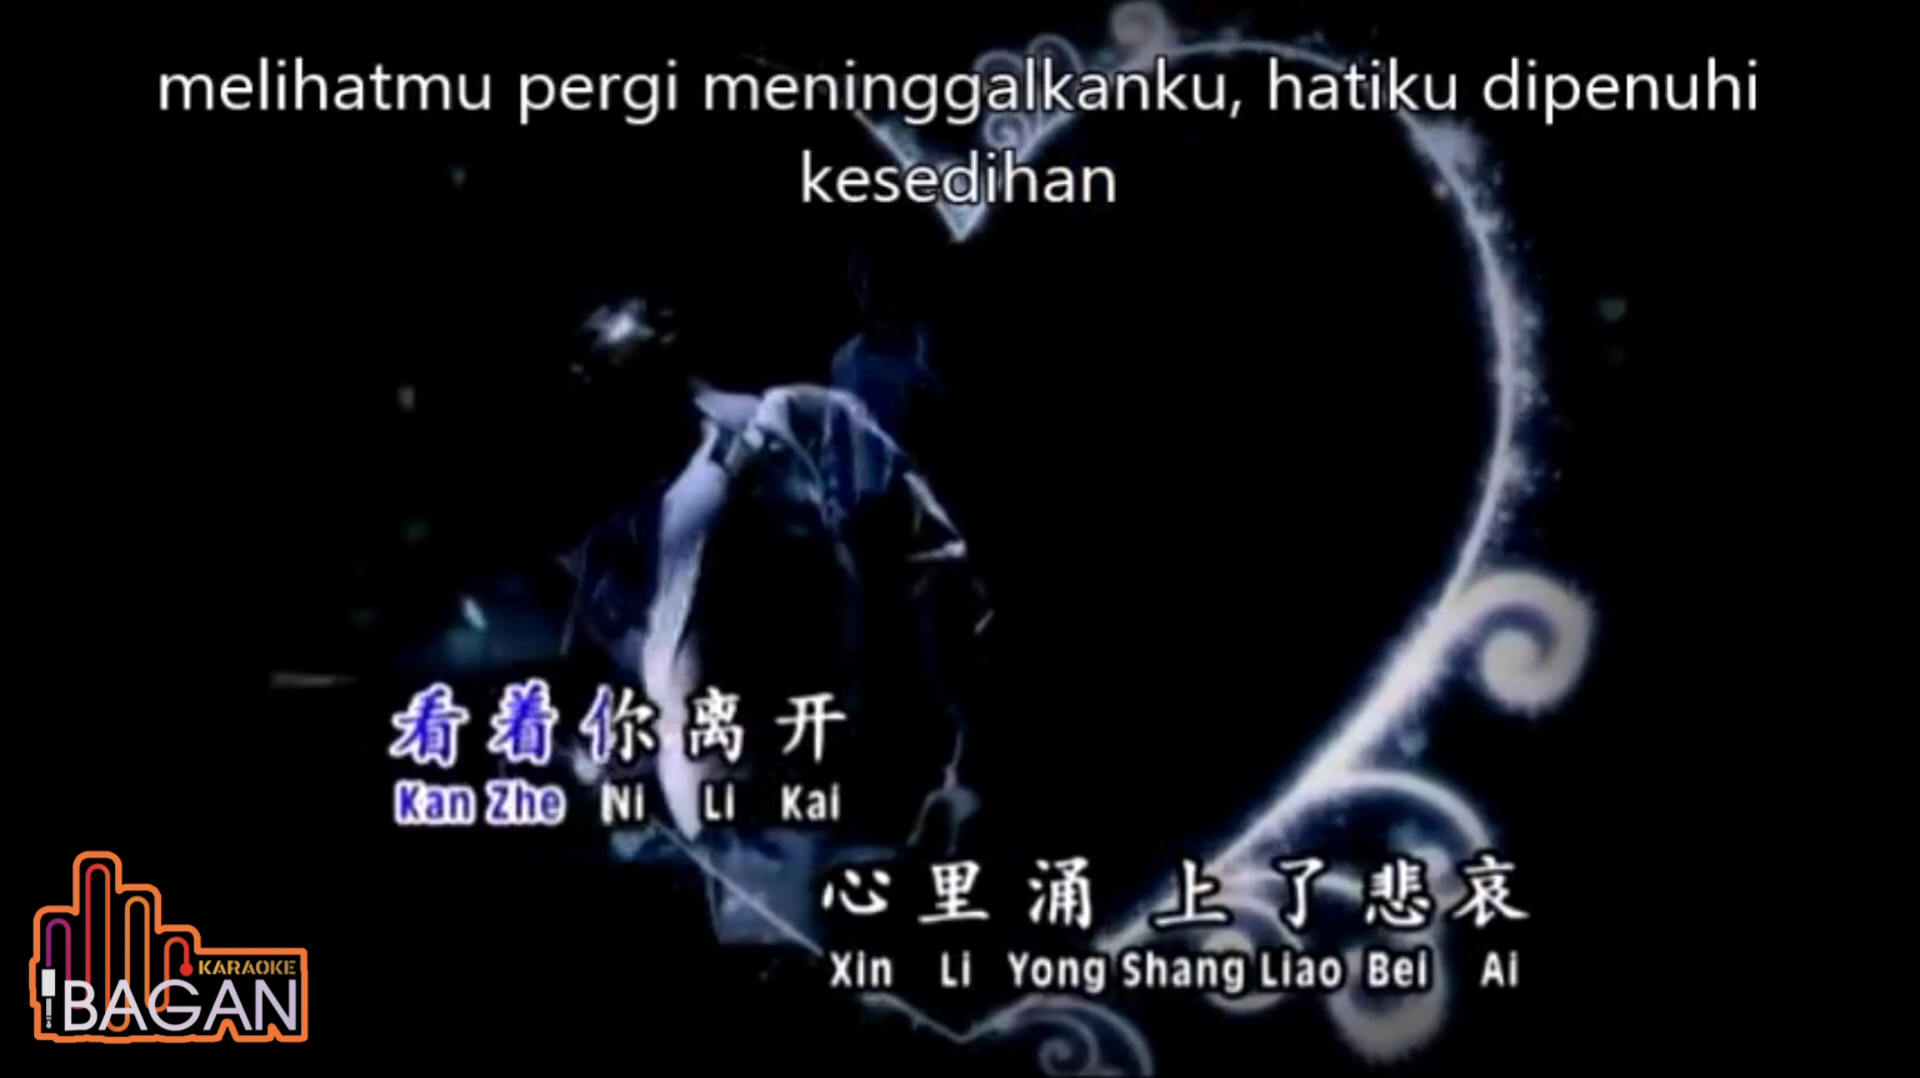 melihatmu pergi meninggalkanku, hatiku dipenuhi
kesedihan
看着你离开
Kan Zhe Ni Li Kai
心里涌上了悲哀
Xin Li Yong Shang Liao Bei Ai
KARAOKE
BAGAN